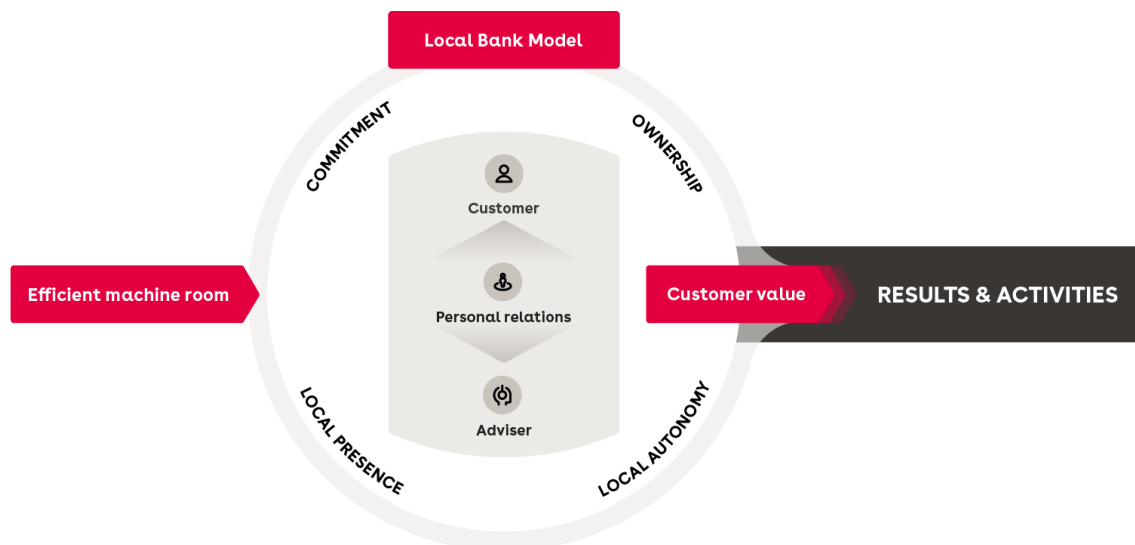 Local Bank Model
COMMITMENT
OWNERSHIP
Customer
Efficient machine room
Personal relations
Customer value
RESULTS & ACTIVITIES
LOCAL PRESENCE
Adviser
LOCAL AUTONOMY